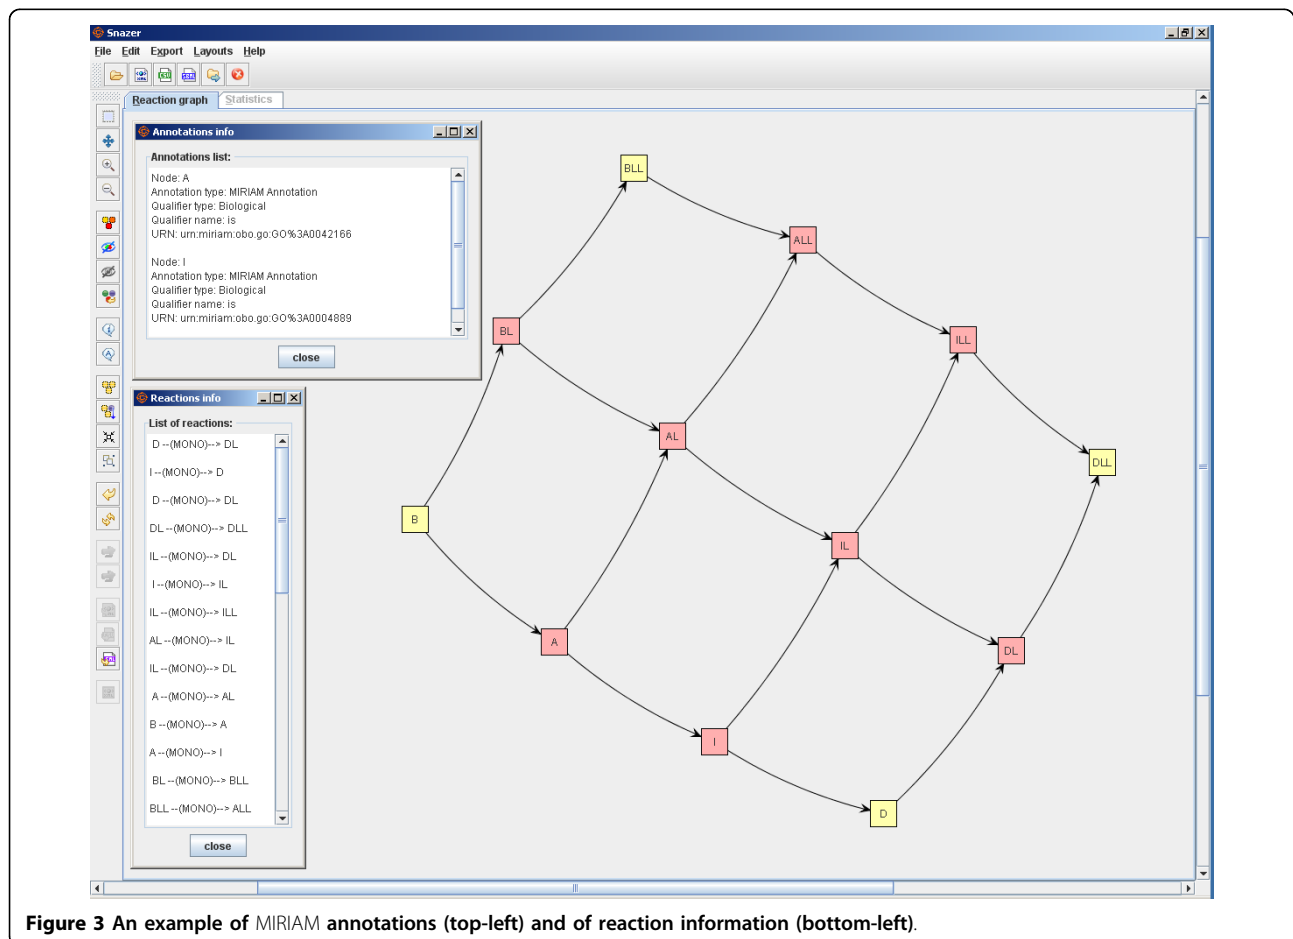 Snazer
File Edit Export Layouts Help
Reaction graph Statistics
Annotations info
Annotations list:
Node: A
Annotation type: MIRIAM Annotation
Qualifier type: Biological
Qualifier name: is
URN: urn:miriam:obo.go:GO%3A0042166
Node: I
Annotation type: MIRIAM Annotation
Qualifier type: Biological
Qualifier name: is
URN: urn:miriam:obo.go:GO%3A0004889
close
Reactions info
List of reactions:
D --(MONO)--> DL
I --(MONO)--> D
D --(MONO)--> DL
DL --(MONO)--> DLL
IL --(MONO)--> DL
I --(MONO)--> IL
IL --(MONO)--> ILL
AL --(MONO)--> IL
IL --(MONO)--> DL
A --(MONO)--> AL
B --(MONO)--> A
A --(MONO)--> I
BL --(MONO)--> BLL
BLL --(MONO)--> ALL
close
BLL
ALL
BL
ILL
AL
DLL
B
IL
A
DL
I
D
Figure 3 An example of MIRIAM annotations (top-left) and of reaction information (bottom-left).